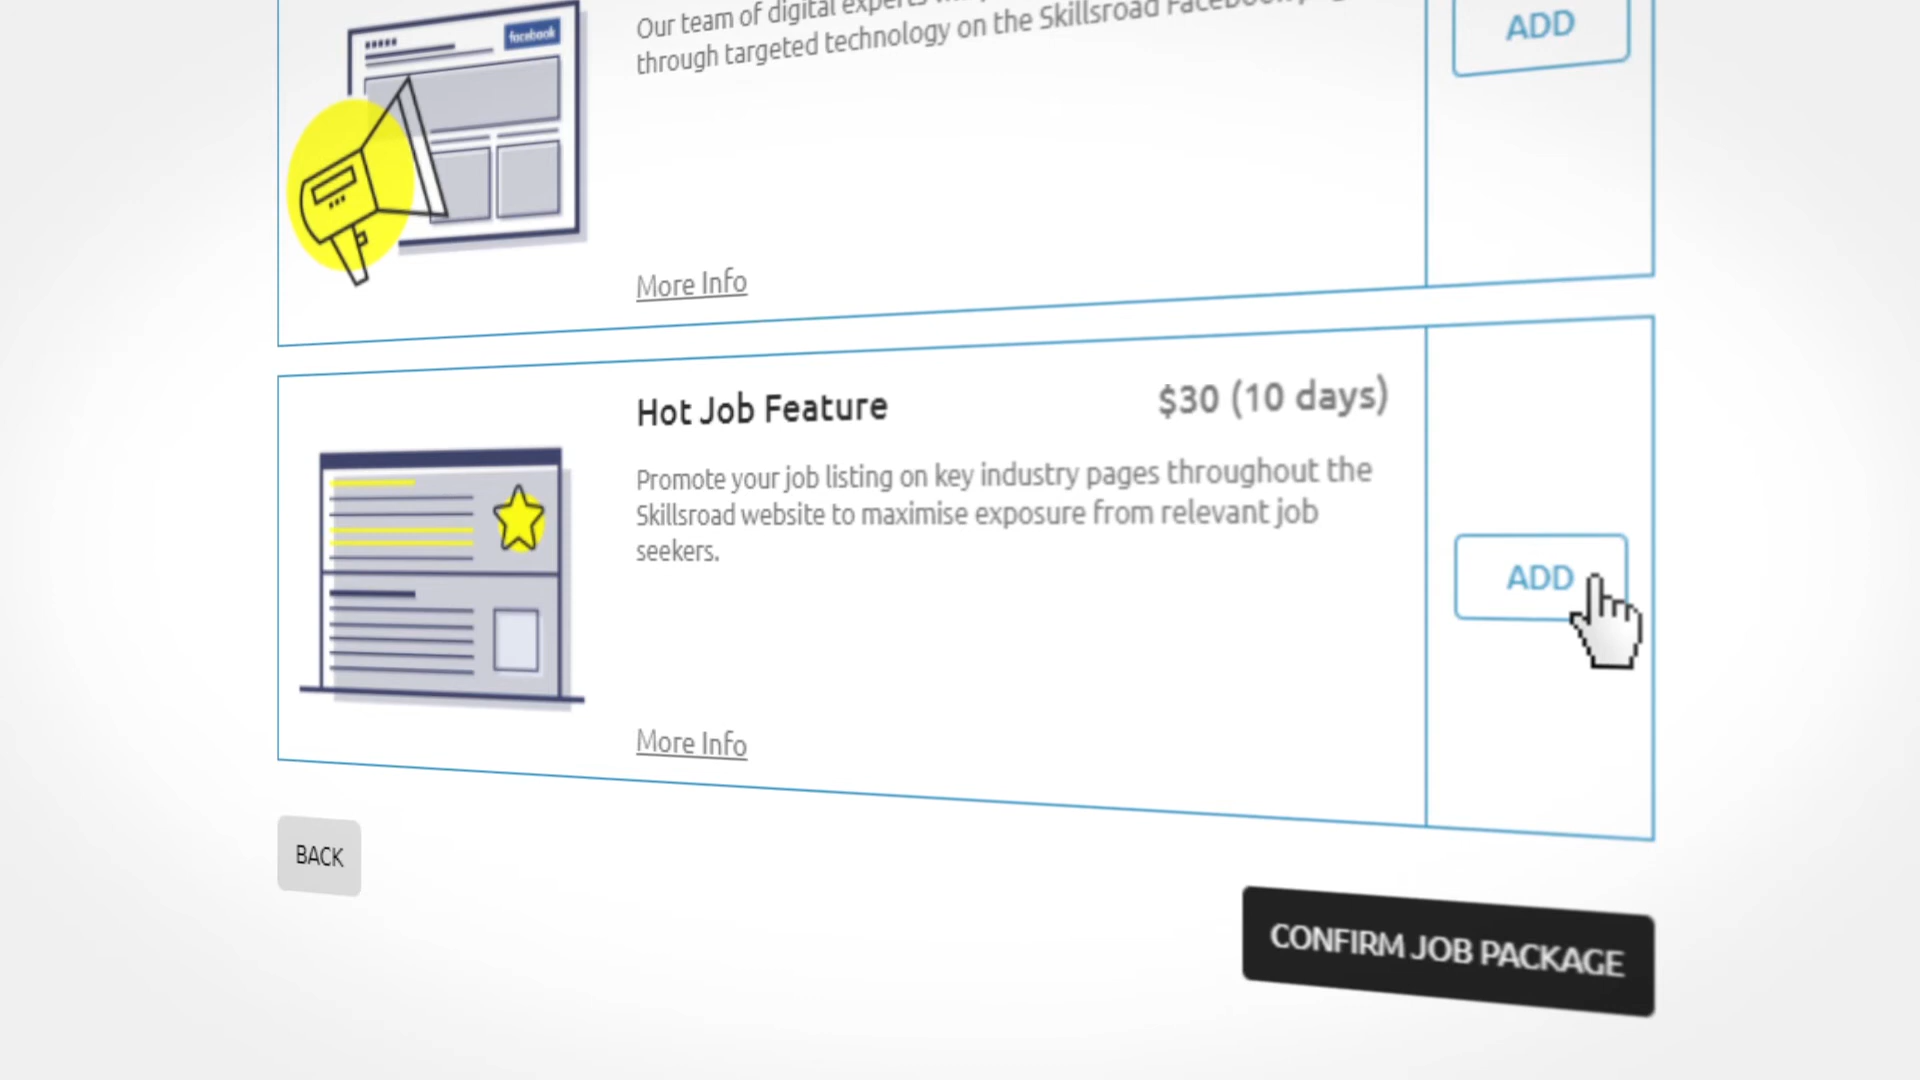 facebook
Our team of digital experts
through targeted technology on the Skillsroad Facebook
ADD
More Info
Hot Job Feature
$30 (10 days)
Promote your job listing on key industry pages throughout the
Skillsroad website to maximise exposure from relevant job
seekers.
ADD
More Info
BACK
CONFIRM JOB PACKAGE